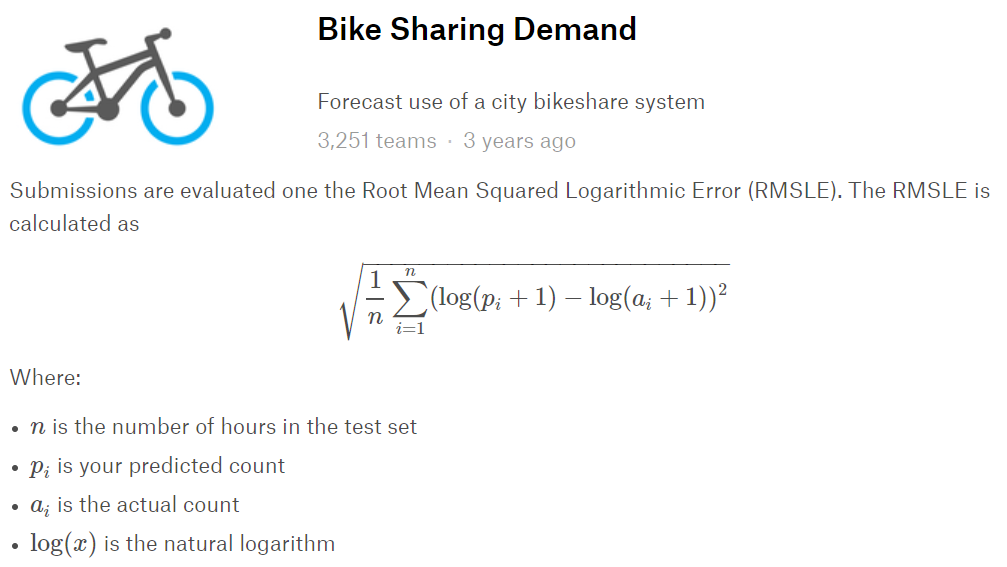 Bike Sharing Demand
Forecast use of a city bikeshare system
3,251 teams · 3 years ago
Submissions are evaluated one the Root Mean Squared Logarithmic Error (RMSLE). The RMSLE is
calculated as
√(1/n ∑_{i=1}^{n} (log(p_i + 1) − log(a_i + 1))²)
Where:
• n is the number of hours in the test set
• p_i is your predicted count
• a_i is the actual count
• log(x) is the natural logarithm